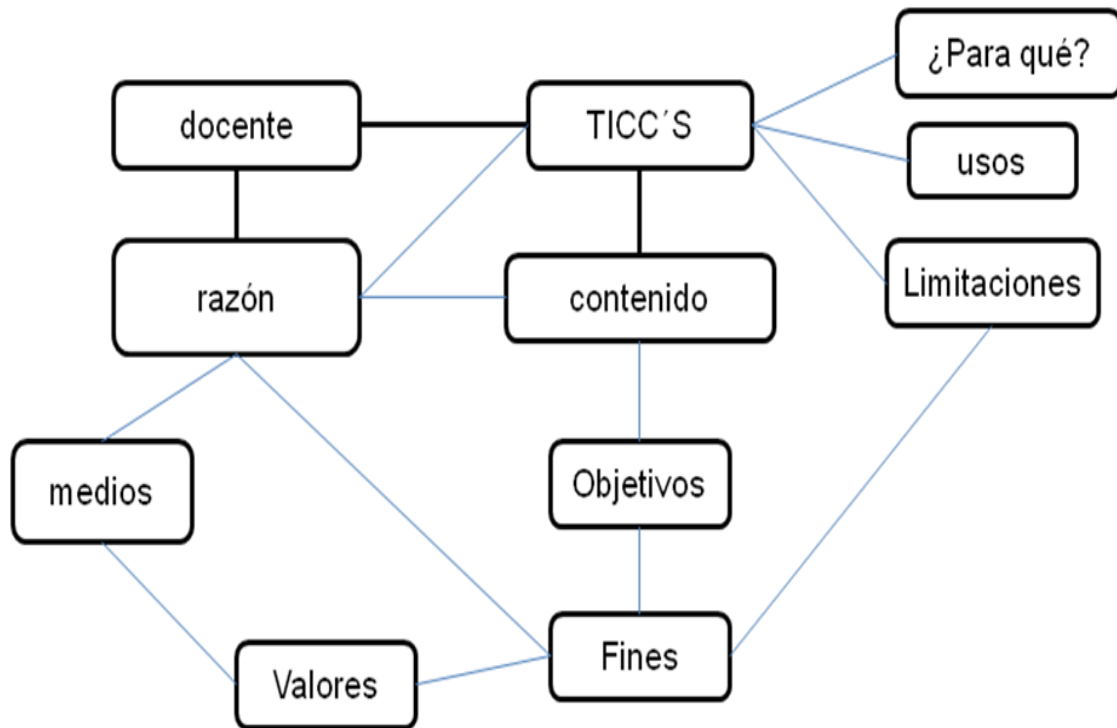 ¿Para qué?
docente
TICC´S
usos
razón
contenido
Limitaciones
medios
Objetivos
Valores
Fines